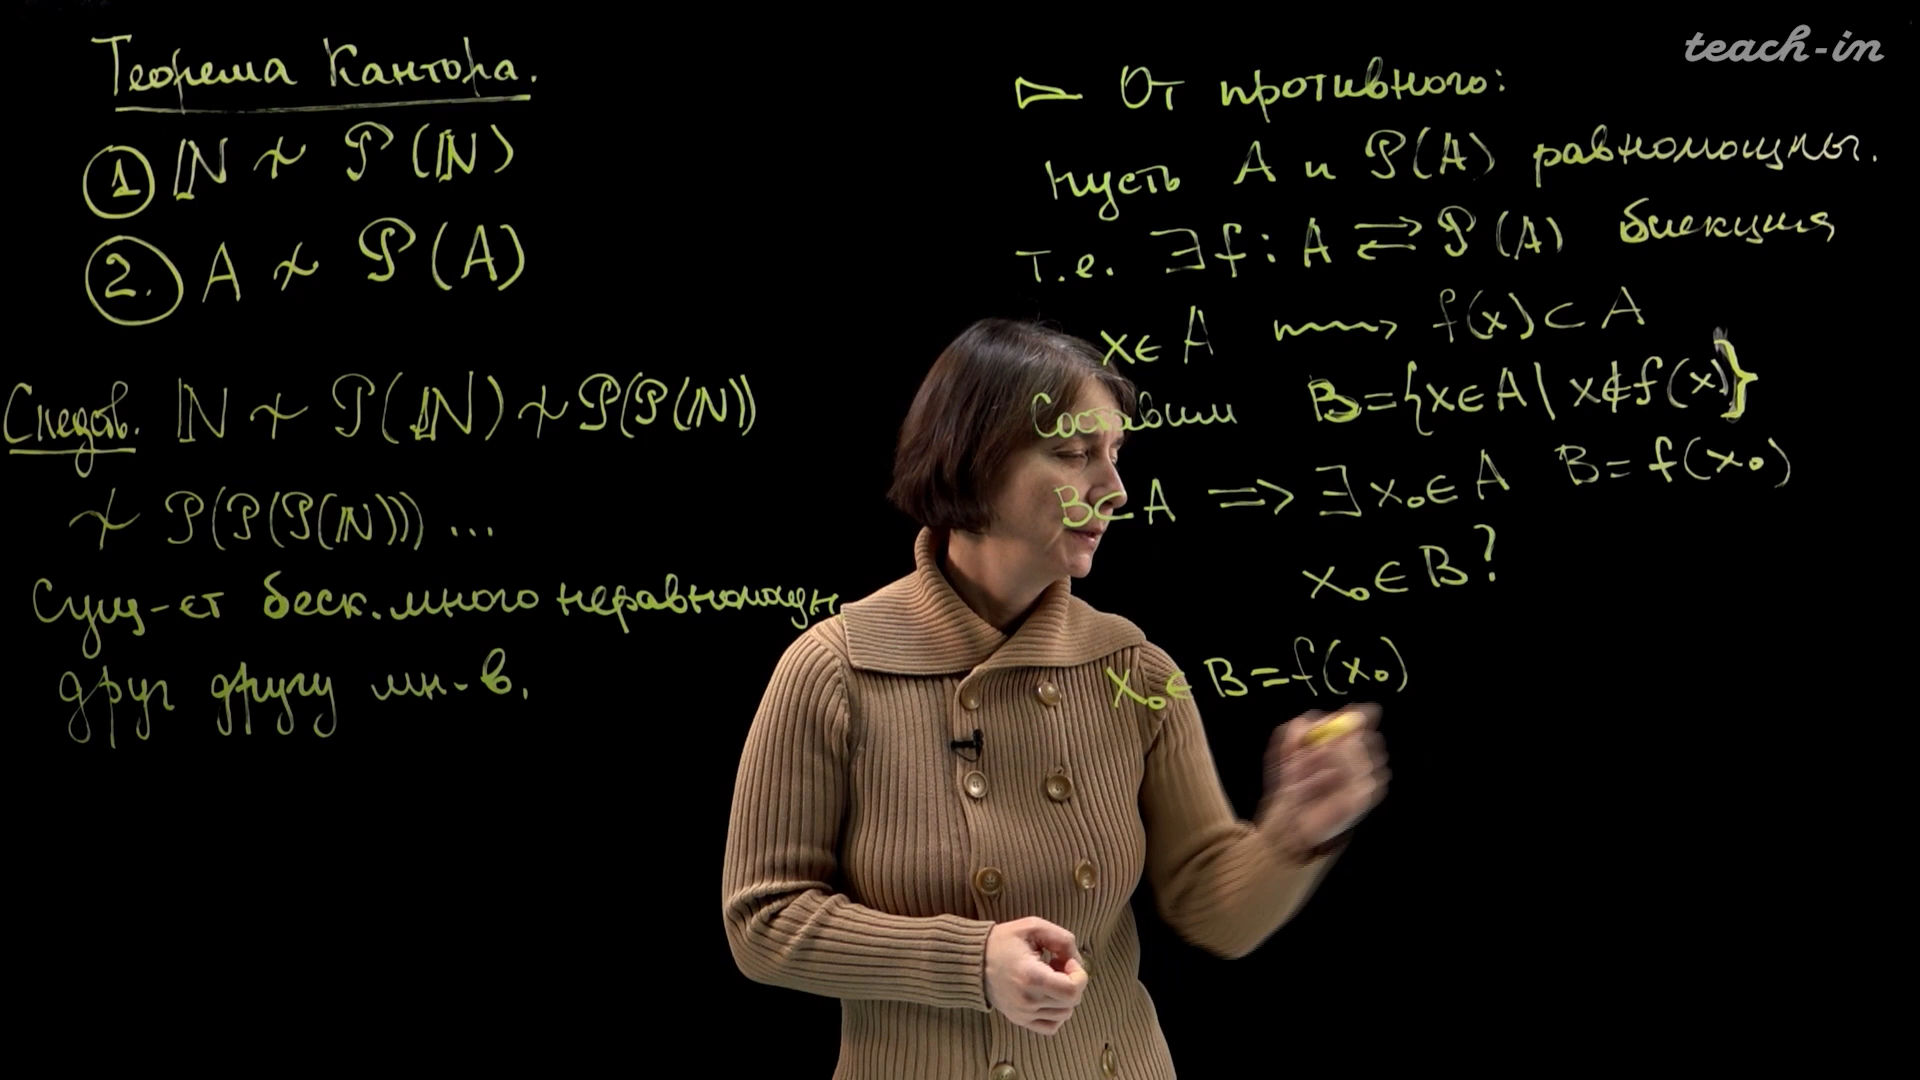 Теорема Кантора.
① ℕ ≁ 𝒫(ℕ)
②. A ≁ 𝒫(A)
Следств. ℕ ≁ 𝒫(ℕ) ≁ 𝒫(𝒫(ℕ))
≁ 𝒫(𝒫(𝒫(ℕ))) ...
Сущ-ет беск. много неравномощн.
друг другу мн-в.
teach-in
▻ От противного:
Пусть A и 𝒫(A) равномощны.
т.е. ∃ f : A ⇄ 𝒫(A) биекция
x ∈ A ⟿ f(x) ⊂ A
Составим B = {x ∈ A | x ∉ f(x)}
B ⊂ A => ∃ x₀ ∈ A B = f(x₀)
x₀ ∈ B?
x₀ ∈ B = f(x₀)